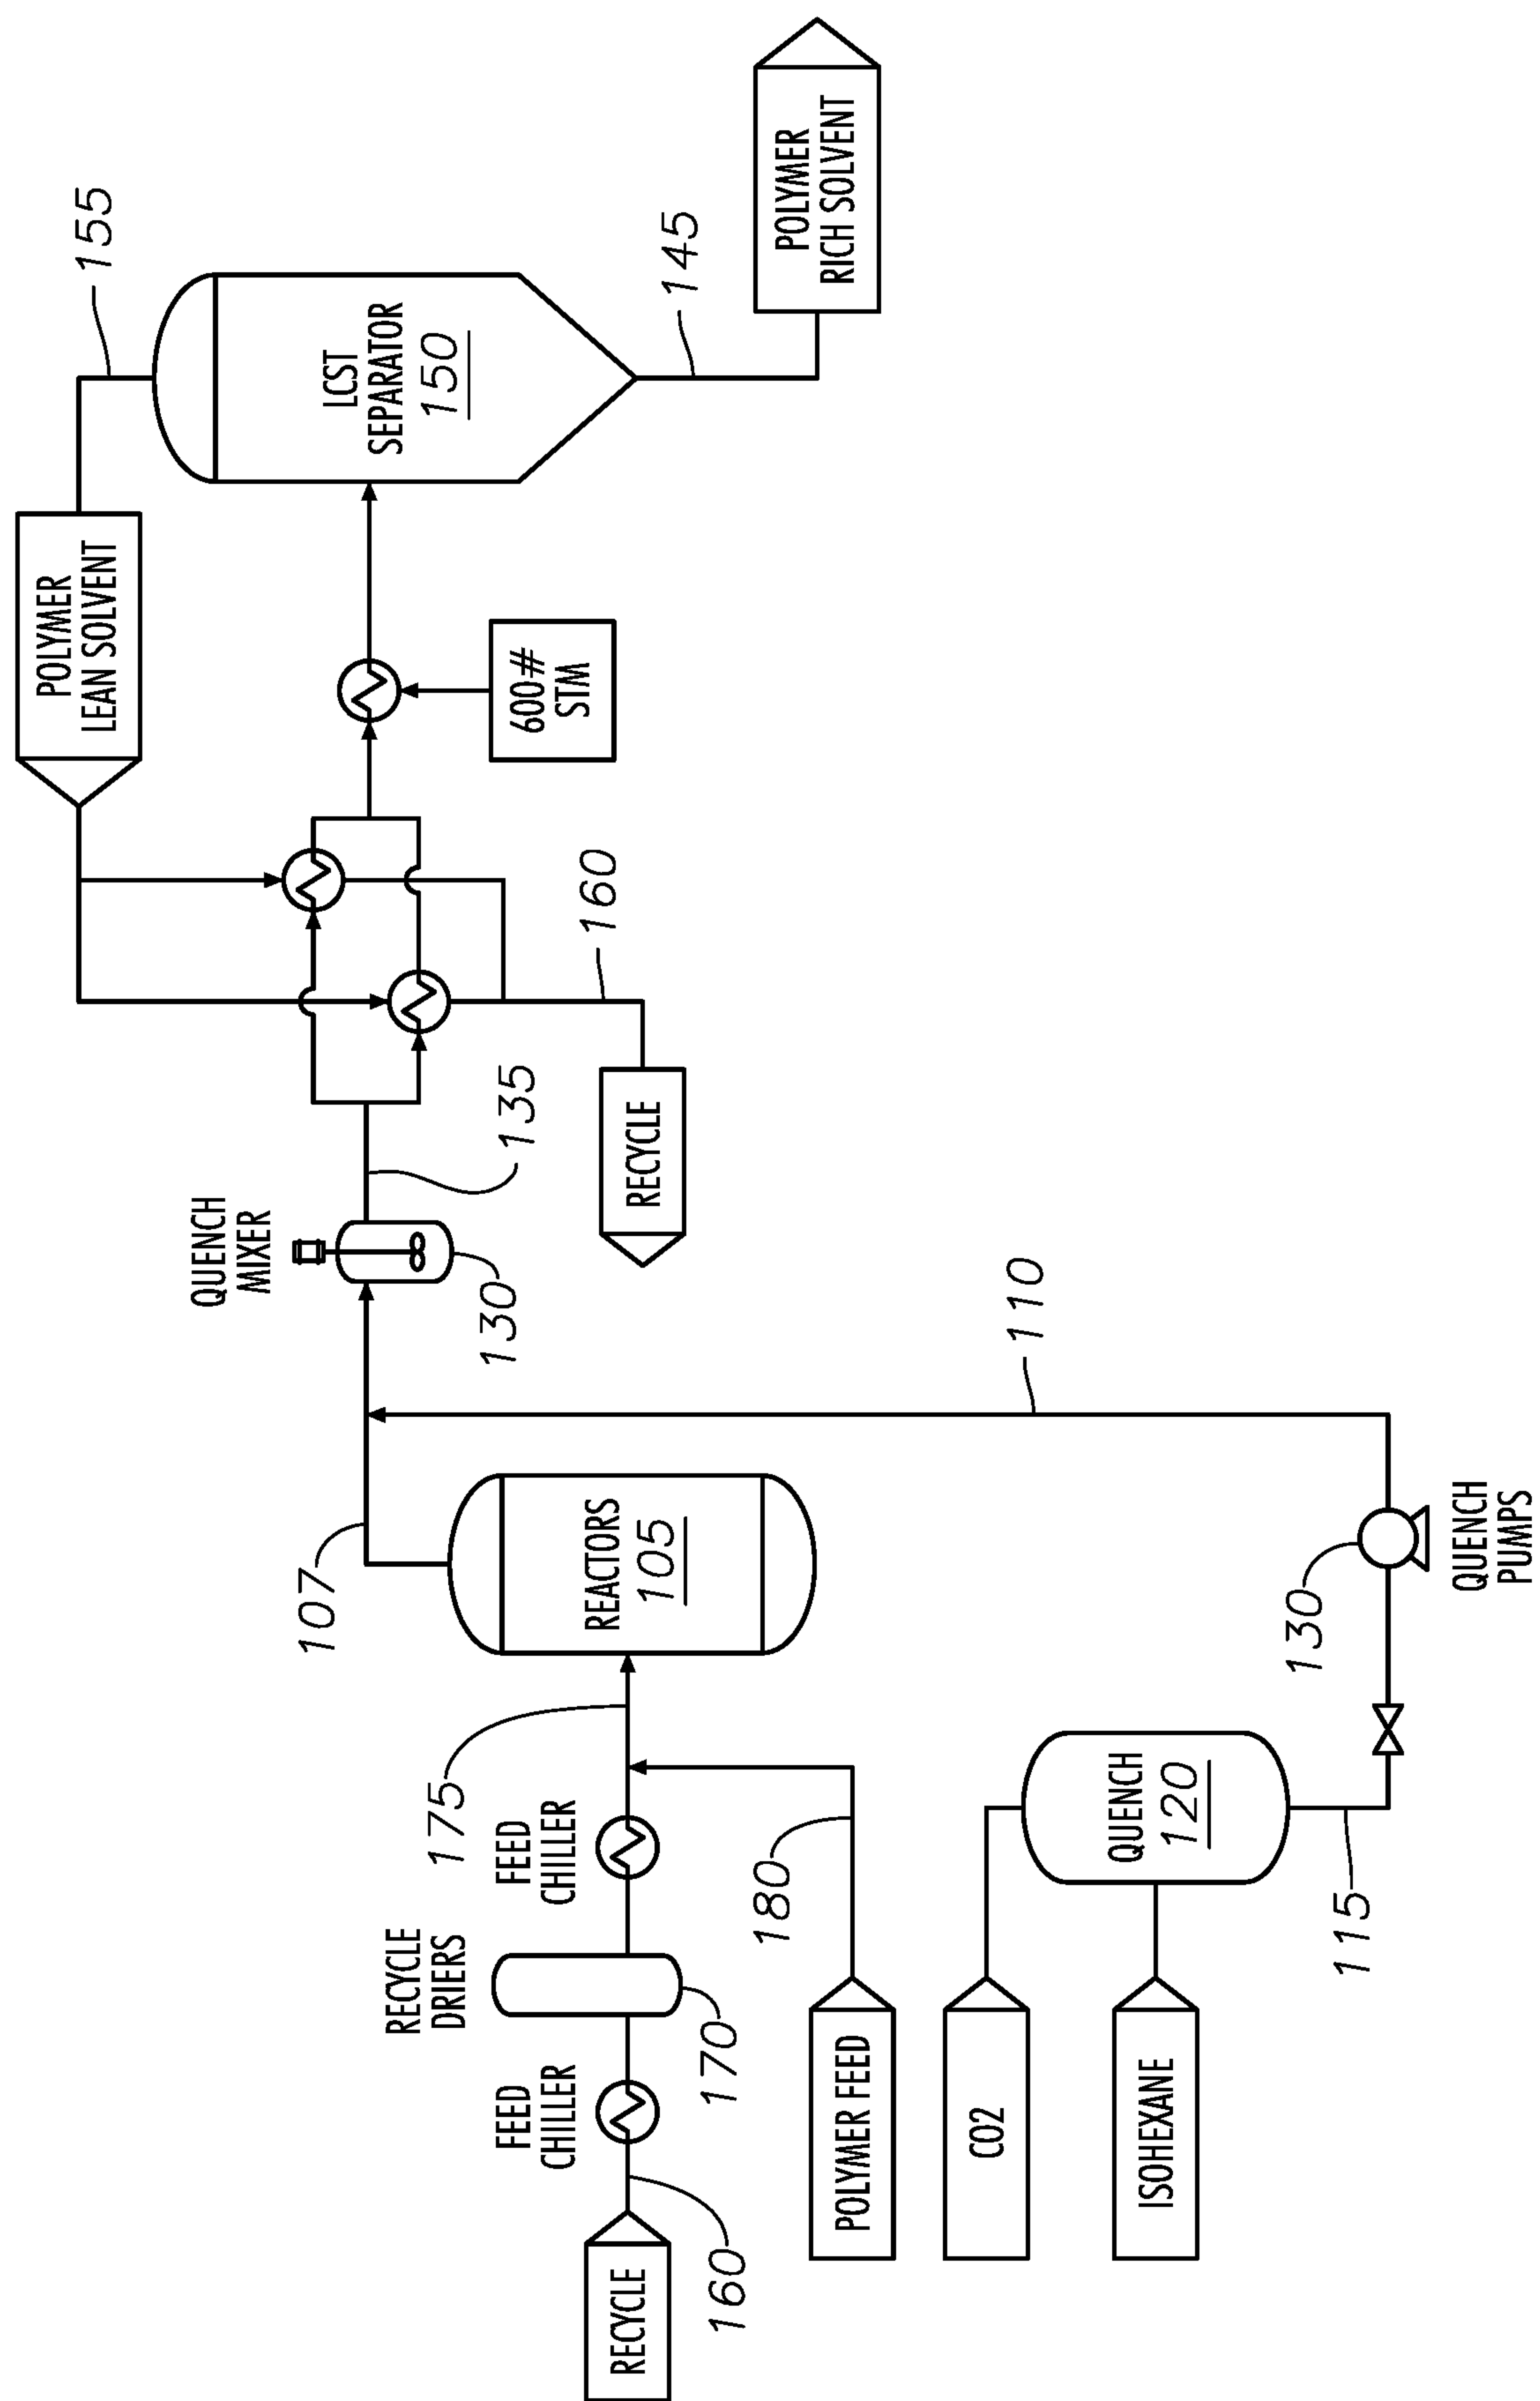 155
POLYMER
LEAN SOLVENT
LCST
SEPARATOR
150
145
POLYMER
RICH SOLVENT
600#
STM
160
RECYCLE
135
QUENCH
MIXER
130
110
107
REACTORS
105
175
FEED
CHILLER
RECYCLE
DRIERS
170
FEED
CHILLER
RECYCLE
160
180
POLYMER FEED
CO2
ISOHEXANE
QUENCH
120
115
130
QUENCH
PUMPS